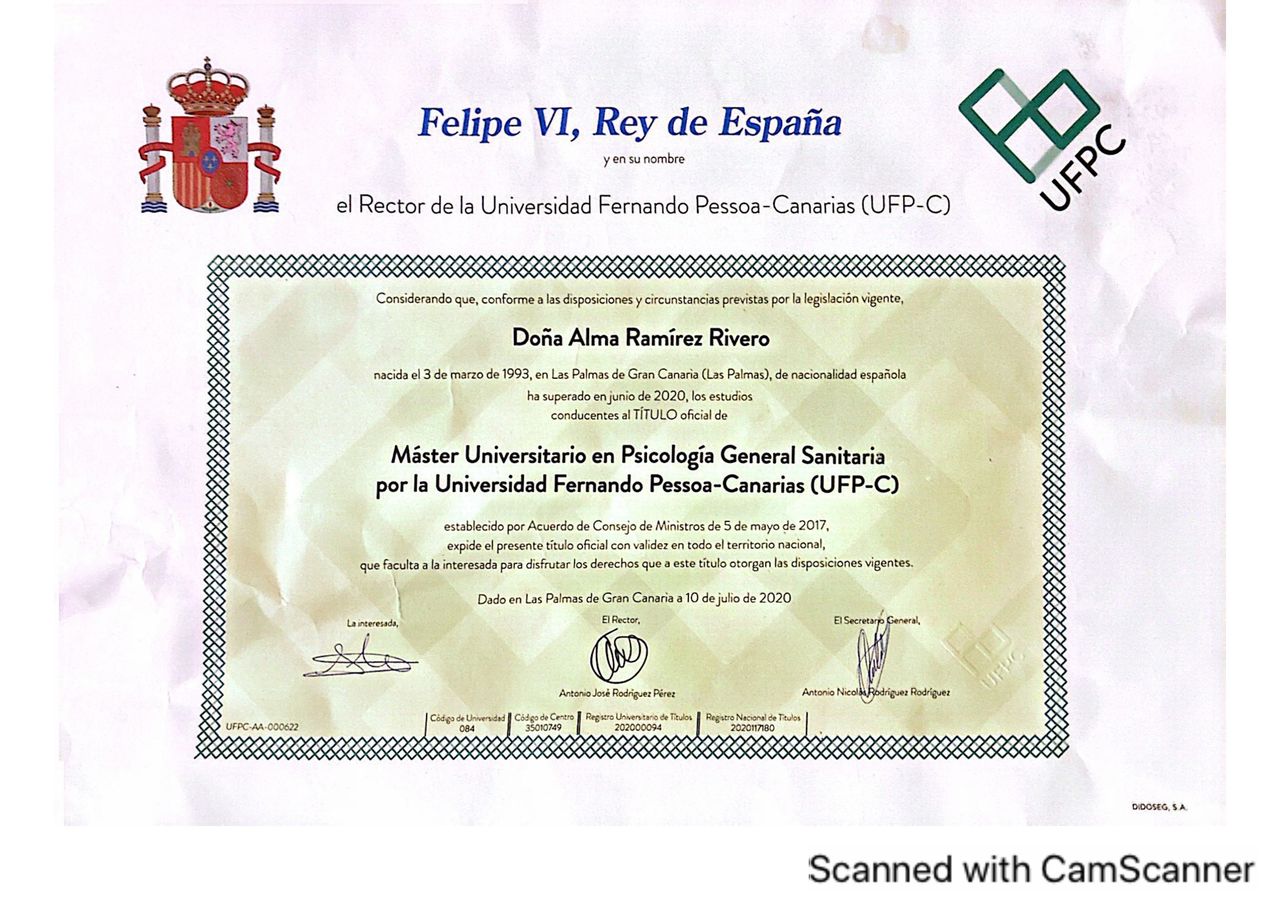 Felipe VI, Rey de España
y en su nombre
el Rector de la Universidad Fernando Pessoa-Canarias (UFP-C)
UFPC
Considerando que, conforme a las disposiciones y circunstancias previstas por la legislación vigente,
Doña Alma Ramírez Rivero
nacida el 3 de marzo de 1993, en Las Palmas de Gran Canaria (Las Palmas), de nacionalidad española
ha superado en junio de 2020, los estudios
conducentes al TÍTULO oficial de
Máster Universitario en Psicología General Sanitaria
por la Universidad Fernando Pessoa-Canarias (UFP-C)
establecido por Acuerdo de Consejo de Ministros de 5 de mayo de 2017,
expide el presente título oficial con validez en todo el territorio nacional,
que faculta a la interesada para disfrutar los derechos que a este título otorgan las disposiciones vigentes.
Dado en Las Palmas de Gran Canaria a 10 de julio de 2020
La interesada, El Rector, El Secretario General,
UFPC
Antonio José Rodríguez Pérez Antonio Nicolás Rodríguez Rodríguez
UFPC-AA-000622 Código de Universidad Código de Centro Registro Universitario de Títulos Registro Nacional de Títulos
084 35010749 202000094 2020117180
DIDOSEG, S.A.
Scanned with CamScanner